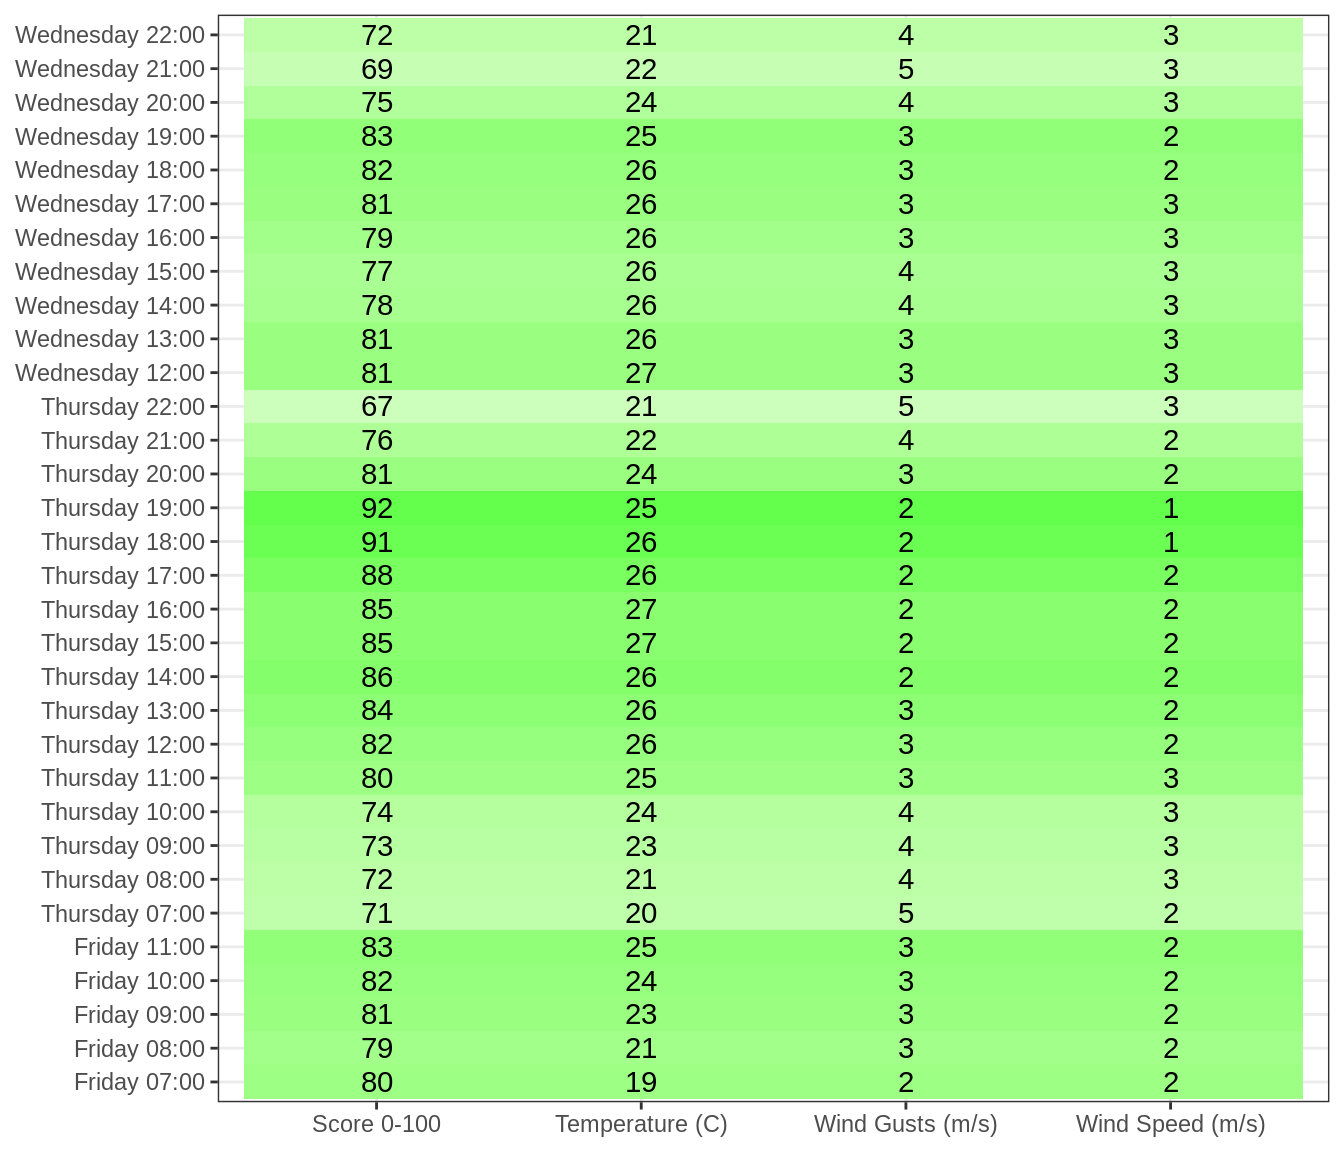 Wednesday 22:00 72 21 4 3
Wednesday 21:00 69 22 5 3
Wednesday 20:00 75 24 4 3
Wednesday 19:00 83 25 3 2
Wednesday 18:00 82 26 3 2
Wednesday 17:00 81 26 3 3
Wednesday 16:00 79 26 3 3
Wednesday 15:00 77 26 4 3
Wednesday 14:00 78 26 4 3
Wednesday 13:00 81 26 3 3
Wednesday 12:00 81 27 3 3
Thursday 22:00 67 21 5 3
Thursday 21:00 76 22 4 2
Thursday 20:00 81 24 3 2
Thursday 19:00 92 25 2 1
Thursday 18:00 91 26 2 1
Thursday 17:00 88 26 2 2
Thursday 16:00 85 27 2 2
Thursday 15:00 85 27 2 2
Thursday 14:00 86 26 2 2
Thursday 13:00 84 26 3 2
Thursday 12:00 82 26 3 2
Thursday 11:00 80 25 3 3
Thursday 10:00 74 24 4 3
Thursday 09:00 73 23 4 3
Thursday 08:00 72 21 4 3
Thursday 07:00 71 20 5 2
Friday 11:00 83 25 3 2
Friday 10:00 82 24 3 2
Friday 09:00 81 23 3 2
Friday 08:00 79 21 3 2
Friday 07:00 80 19 2 2
Score 0-100 Temperature (C) Wind Gusts (m/s) Wind Speed (m/s)